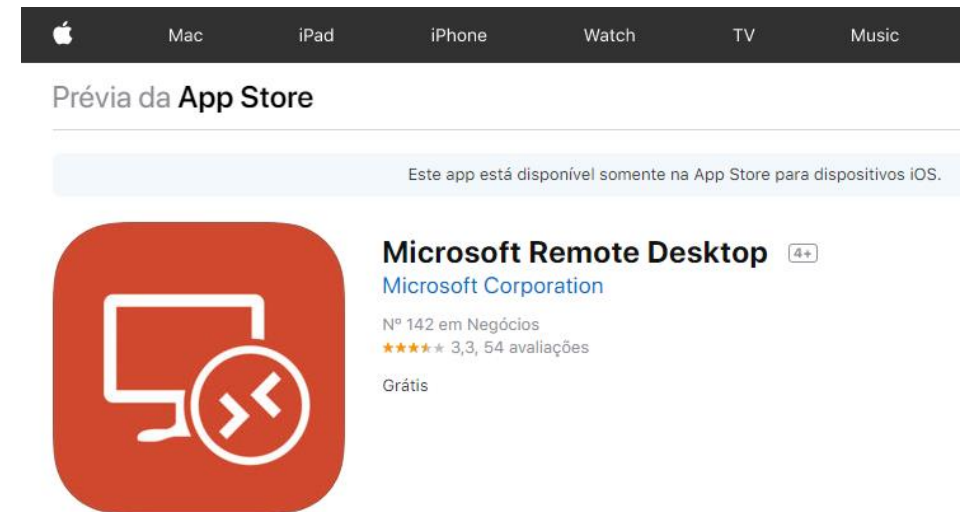 Mac iPad iPhone Watch TV Music
Prévia da App Store
Este app está disponível somente na App Store para dispositivos iOS.
Microsoft Remote Desktop 4+
Microsoft Corporation
Nº 142 em Negócios
★★★★★ 3,3, 54 avaliações
Grátis